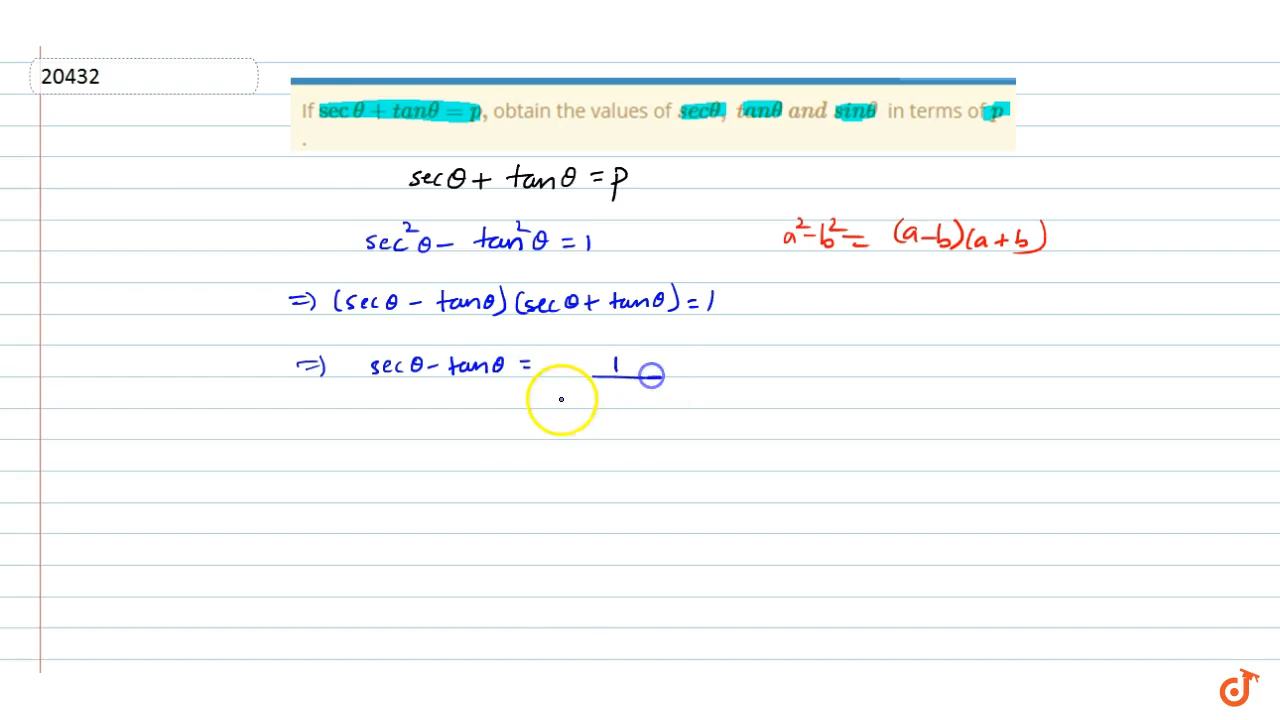 20432
If sec θ + tanθ = p, obtain the values of secθ, tanθ and sinθ in terms of p
.
secθ + tanθ = p
sec²θ - tan²θ = 1
a² - b² = (a-b)(a+b)
⇒ (secθ - tanθ)(secθ + tanθ) = 1
⇒ secθ - tanθ = 1